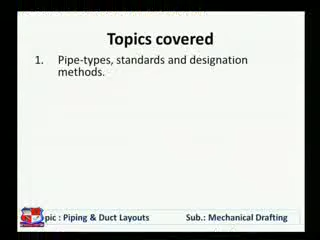 Topics covered
1. Pipe-types, standards and designation
methods.
pic : Piping & Duct Layouts Sub.: Mechanical Drafting